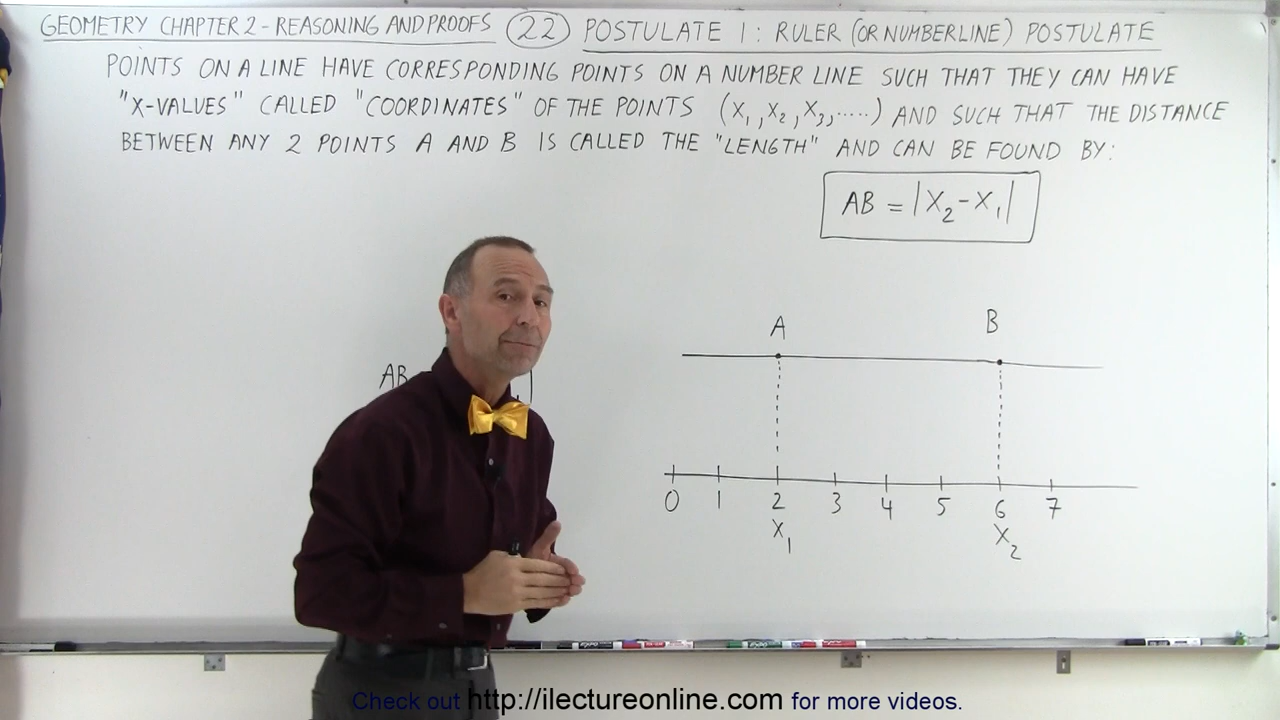 GEOMETRY CHAPTER 2 - REASONING AND PROOFS 22 POSTULATE 1 : RULER (OR NUMBERLINE) POSTULATE
POINTS ON A LINE HAVE CORRESPONDING POINTS ON A NUMBER LINE SUCH THAT THEY CAN HAVE
"X-VALUES" CALLED "COORDINATES" OF THE POINTS (X₁, X₂, X₃, .....) AND SUCH THAT THE DISTANCE
BETWEEN ANY 2 POINTS A AND B IS CALLED THE "LENGTH" AND CAN BE FOUND BY:
AB = |X₂-X₁|
A B
AB
0 1 2 3 4 5 6 7
X₁ X₂
Check out http://ilectureonline.com for more videos.